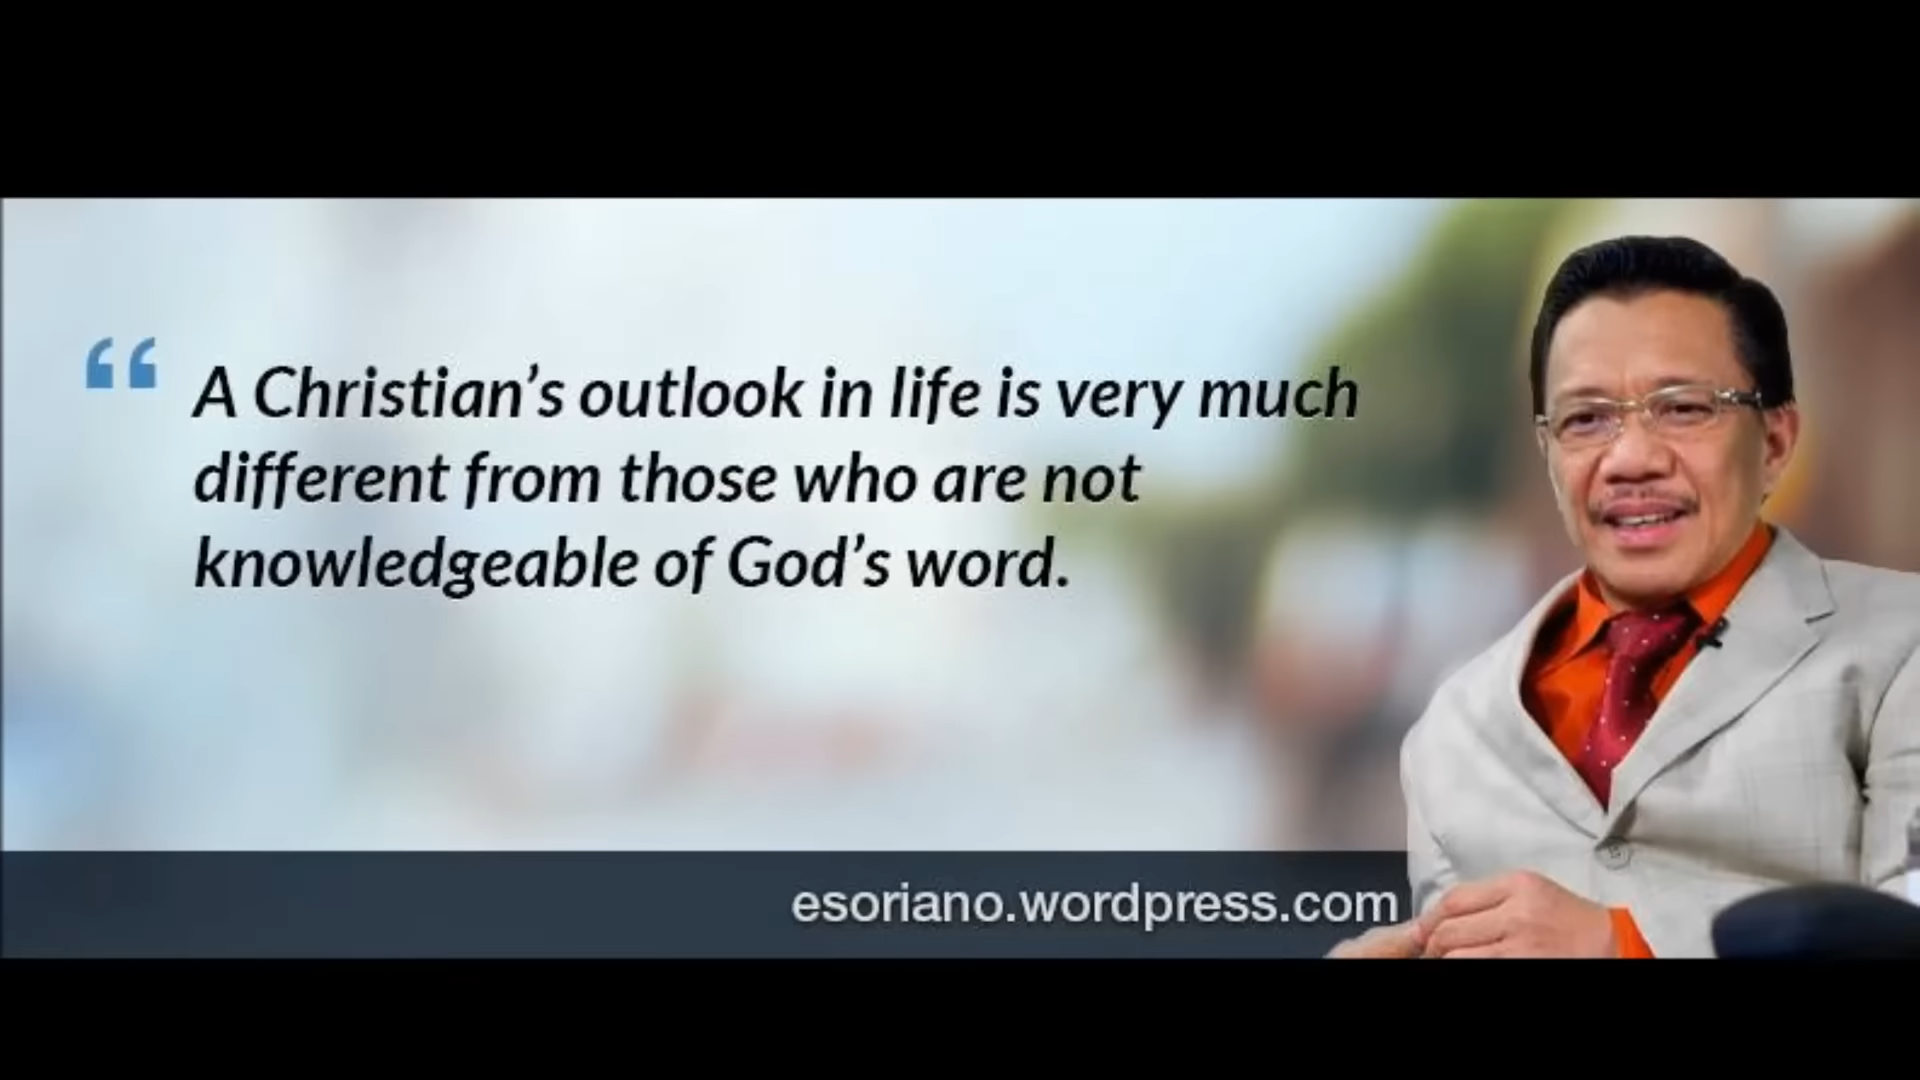 “
A Christian’s outlook in life is very much
different from those who are not
knowledgeable of God’s word.
esoriano.wordpress.com